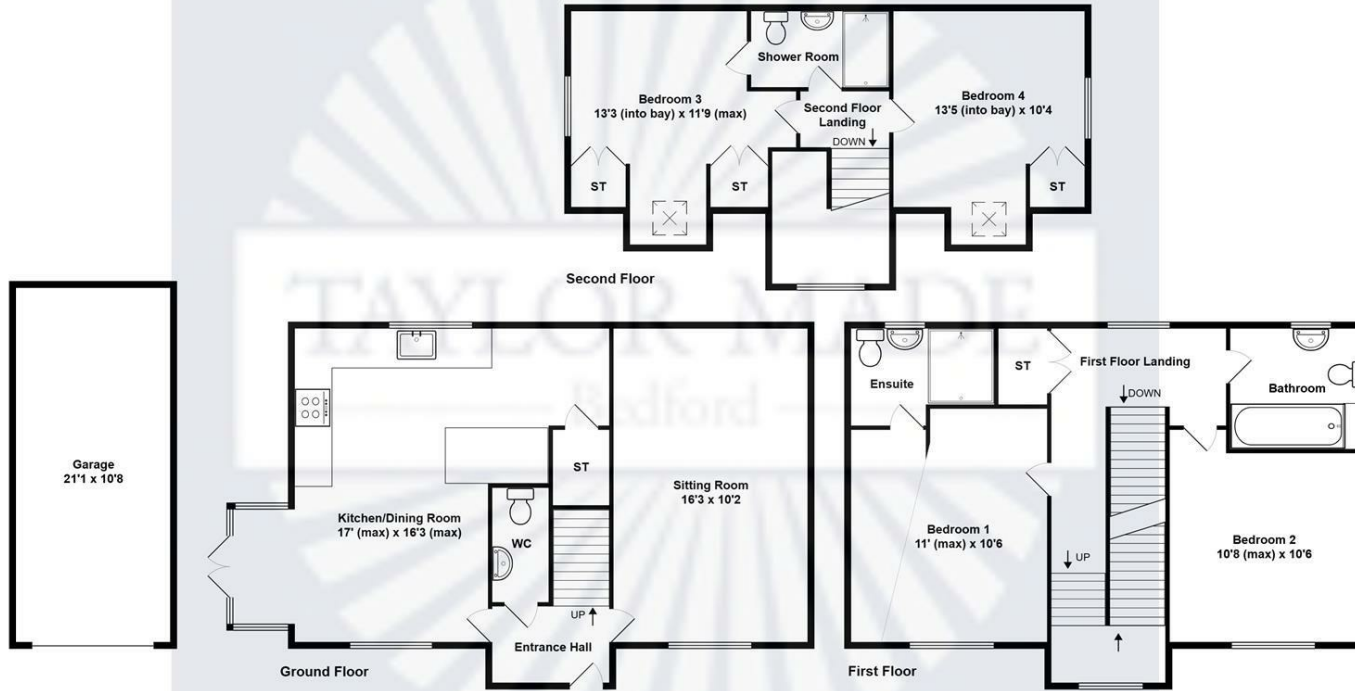 Shower Room
Bedroom 3
13'3 (into bay) x 11'9 (max)
Second Floor
Landing
DOWN
Bedroom 4
13'5 (into bay) x 10'4
ST
ST
ST
Second Floor
TAYLOR MADE
Bedford
Garage
21'1 x 10'8
Kitchen/Dining Room
17' (max) x 16'3 (max)
ST
WC
UP
Entrance Hall
Sitting Room
16'3 x 10'2
Ground Floor
Ensuite
ST
First Floor Landing
DOWN
Bathroom
Bedroom 1
11' (max) x 10'6
UP
Bedroom 2
10'8 (max) x 10'6
First Floor